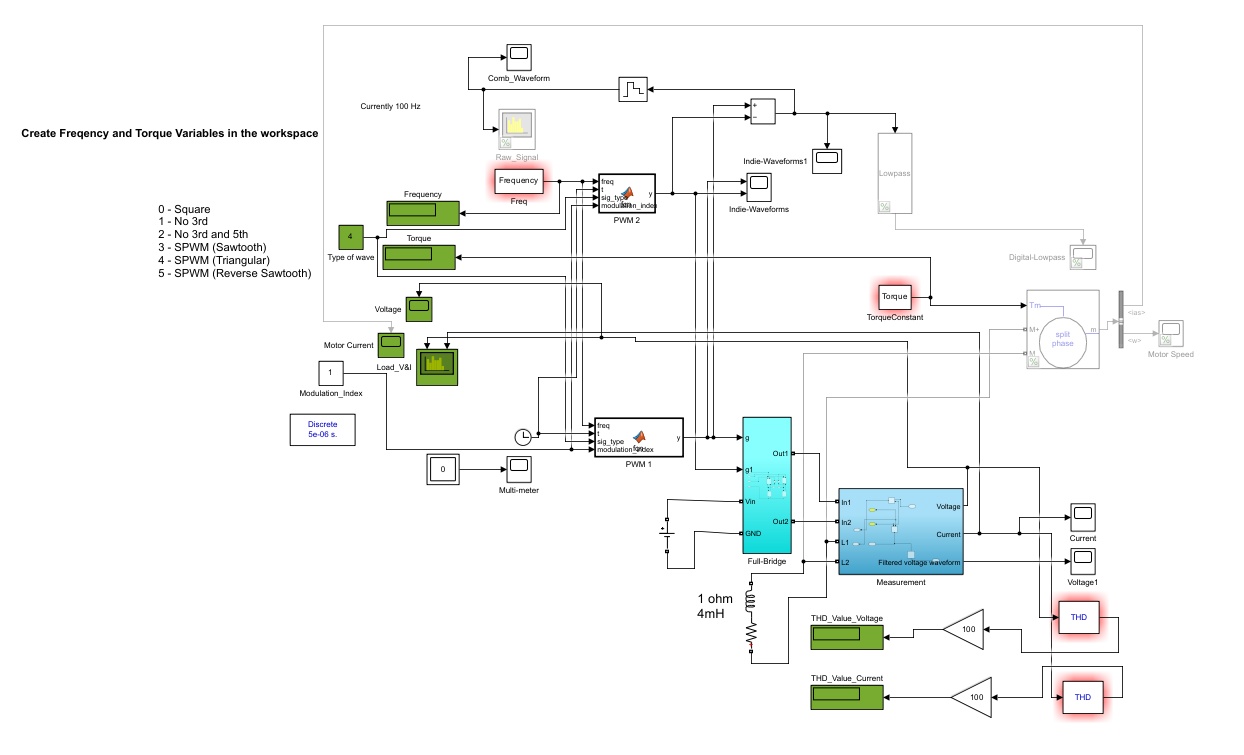 Comb_Waveform
Currently 100 Hz
Create Freqency and Torque Variables in the workspace
+
−
%
Raw_Signal
Indie-Waveforms1
Lowpass
%
Frequency
Freq
freq
t
sig_type
modulation_index
fcn
y
PWM 2
Indie-Waveforms
Frequency
0 - Square
1 - No 3rd
2 - No 3rd and 5th
3 - SPWM (Sawtooth)
4 - SPWM (Triangular)
5 - SPWM (Reverse Sawtooth)
4
Type of wave
Torque
Digital-Lowpass
%
Torque
TorqueConstant
Voltage
Tm
M+
M_
split
phase
m
%
<ias>
<w>
%
Motor Speed
Motor Current
Load_V&I
1
Modulation_Index
Discrete
5e-06 s.
freq
t
sig_type
modulation_index
fcn
y
PWM 1
0
Multi-meter
g
g1
Vin
GND
Out1
Out2
Full-Bridge
+
In1
In2
L1
L2
Voltage
Current
Filtered voltage waveform
Measurement
Current
Voltage1
1 ohm
4mH
+
THD_Value_Voltage
100
THD
THD_Value_Current
100
THD